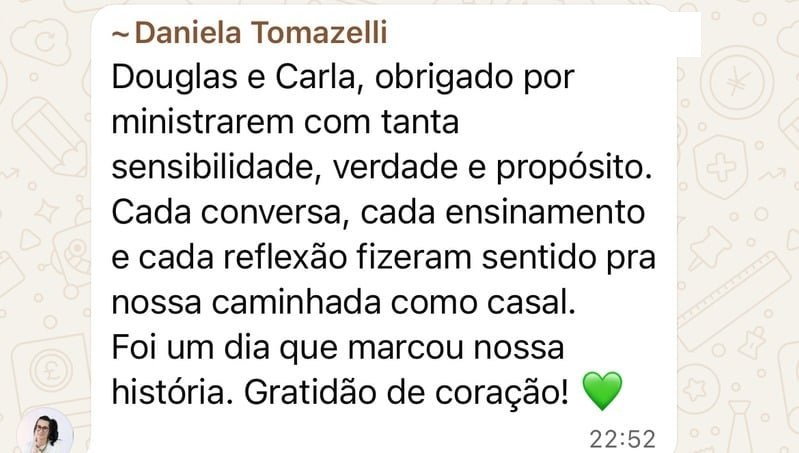 ~Daniela Tomazelli
Douglas e Carla, obrigado por
ministrarem com tanta
sensibilidade, verdade e propósito.
Cada conversa, cada ensinamento
e cada reflexão fizeram sentido pra
nossa caminhada como casal.
Foi um dia que marcou nossa
história. Gratidão de coração! 💚
22:52